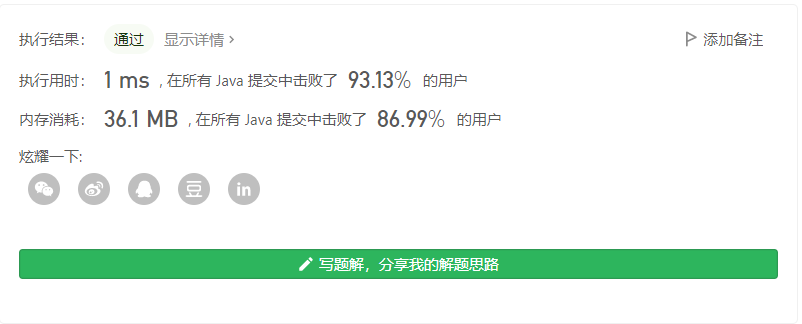 执行结果： 通过 显示详情 › 添加备注
执行用时： 1 ms , 在所有 Java 提交中击败了 93.13% 的用户
内存消耗： 36.1 MB , 在所有 Java 提交中击败了 86.99% 的用户
炫耀一下:
豆 in
写题解，分享我的解题思路